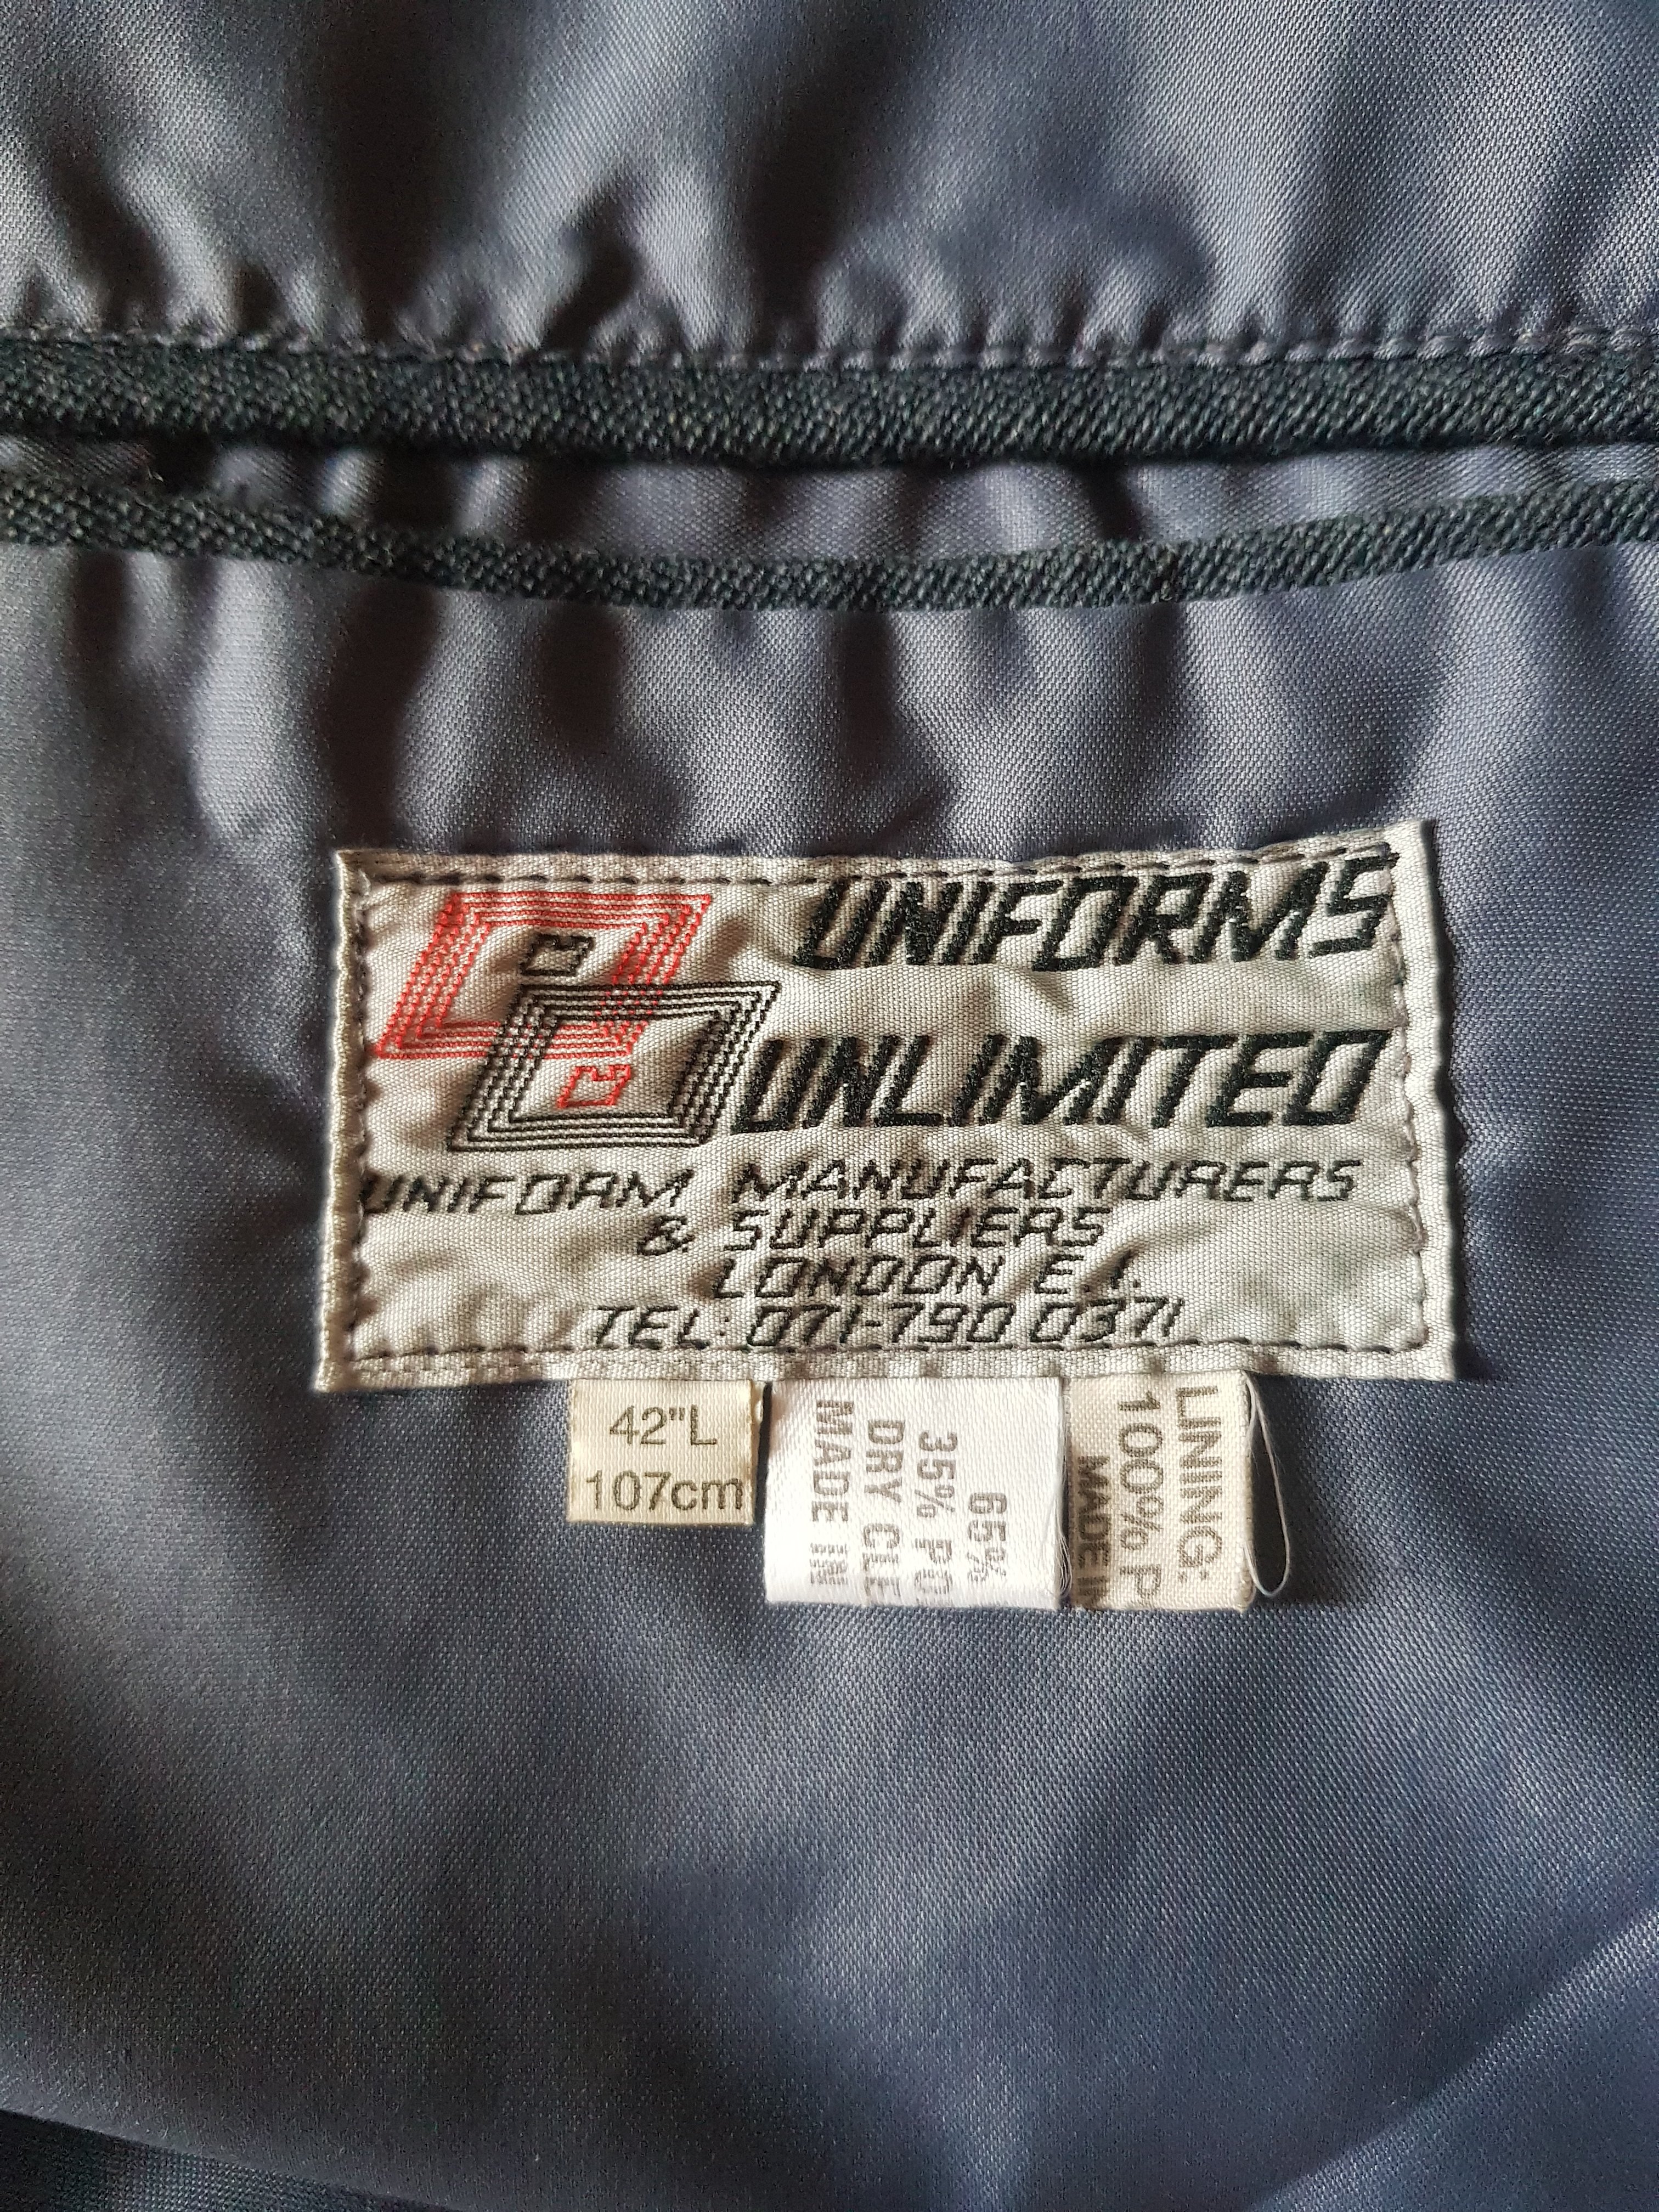 UNIFORMS
UNLIMITED
UNIFORM MANUFACTURERS
& SUPPLIERS
LONDON E.1.
TEL: 071-790 0371
42"L
107cm
65%
35% PO
DRY CLE
MADE IN
LINING:
100% P
MADE IN